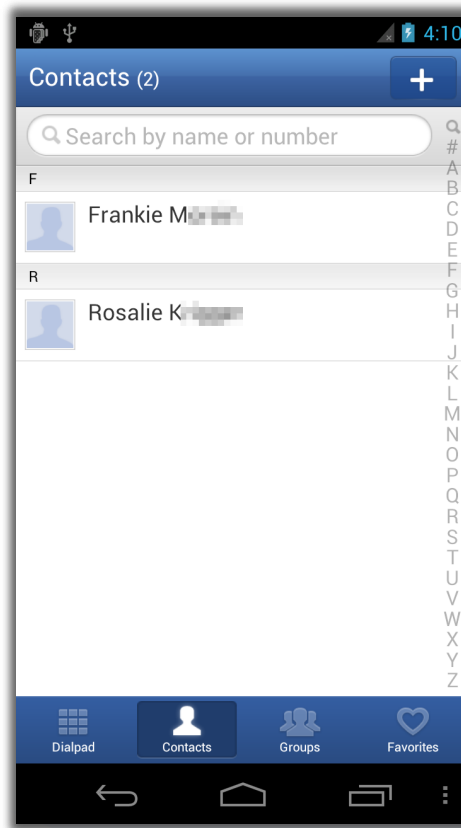 4:10
Contacts (2)
+
Search by name or number
#
A
B
C
D
E
F
G
H
I
J
K
L
M
N
O
P
Q
R
S
T
U
V
W
X
Y
Z
F
Frankie M
R
Rosalie K
Dialpad Contacts Groups Favorites